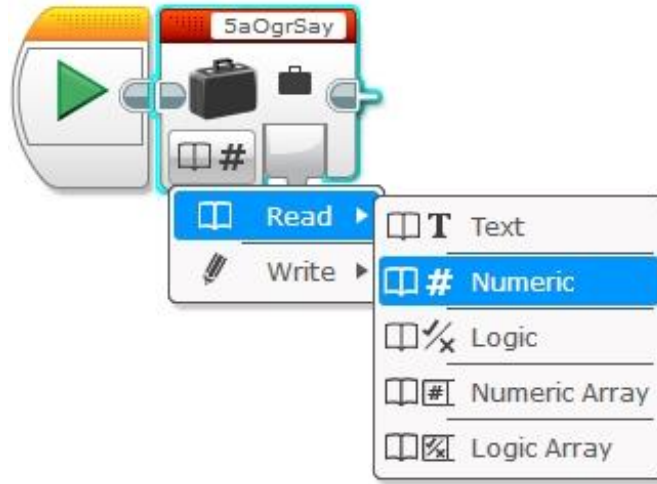 5aOgrSay
#
Read
Write
T Text
# Numeric
Logic
# Numeric Array
Logic Array